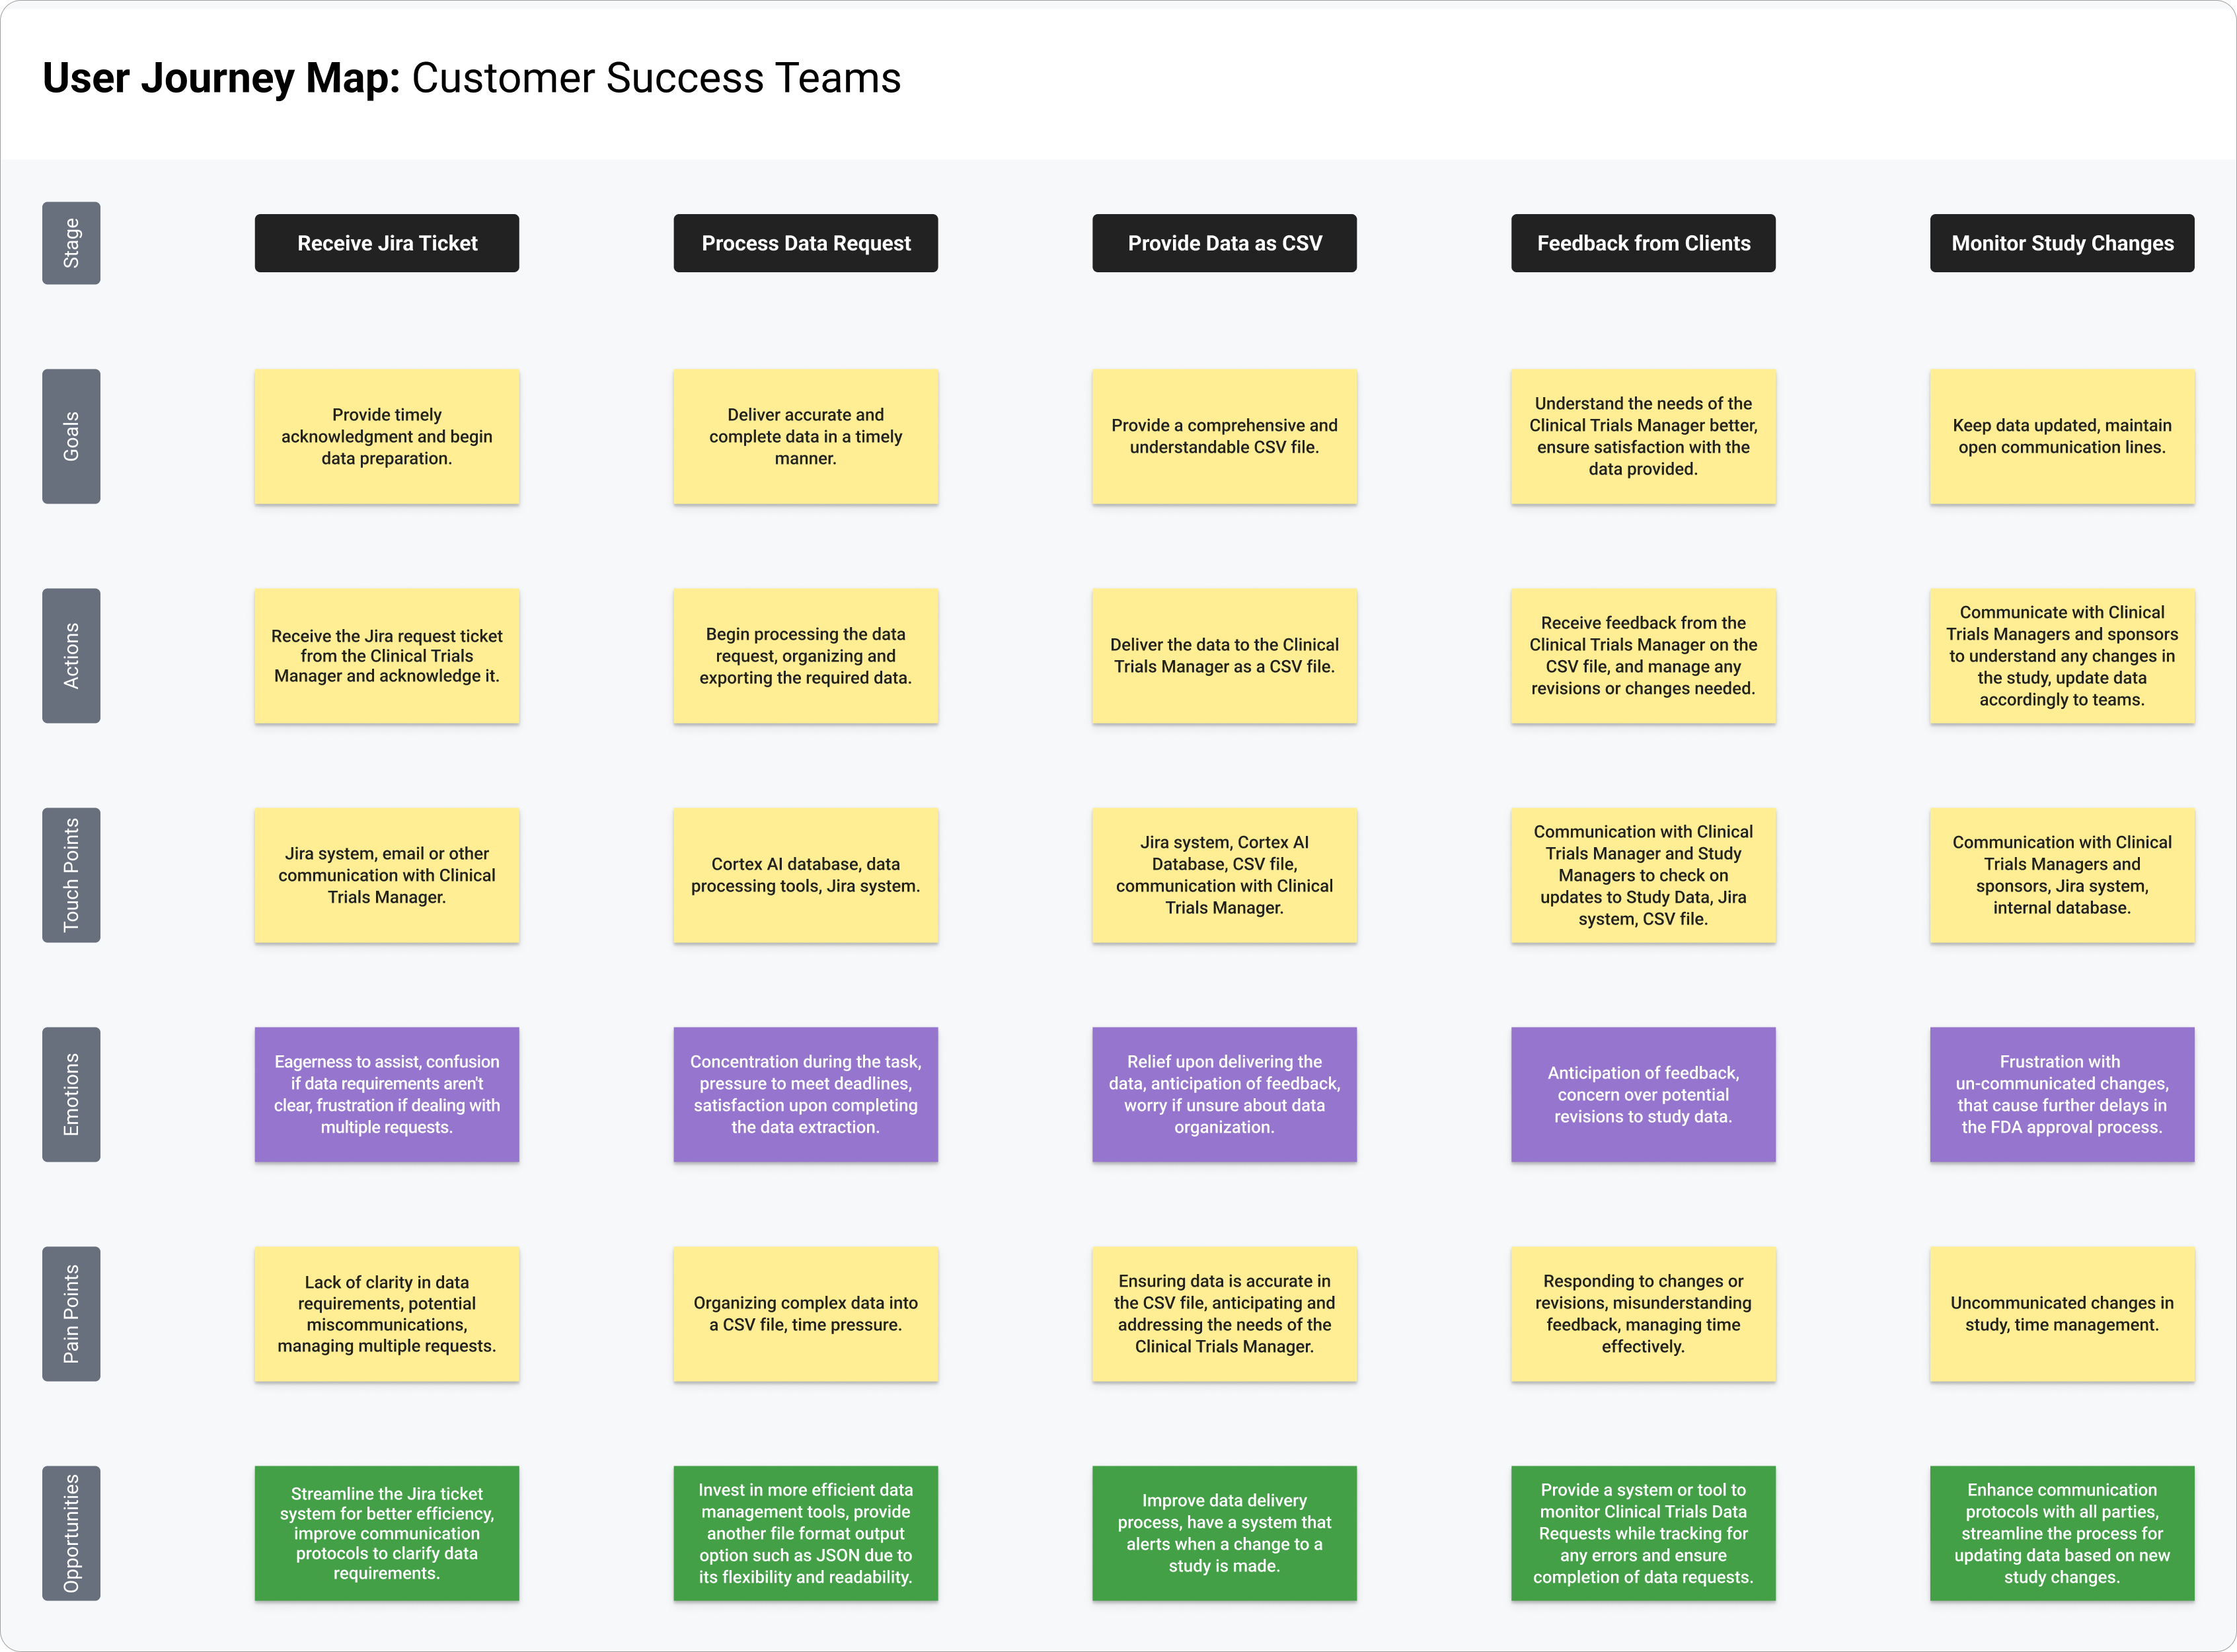 User Journey Map: Customer Success Teams
Stage
Receive Jira Ticket
Process Data Request
Provide Data as CSV
Feedback from Clients
Monitor Study Changes
Goals
Provide timely
acknowledgment and begin
data preparation.
Deliver accurate and
complete data in a timely
manner.
Provide a comprehensive and
understandable CSV file.
Understand the needs of the
Clinical Trials Manager better,
ensure satisfaction with the
data provided.
Keep data updated, maintain
open communication lines.
Actions
Receive the Jira request ticket
from the Clinical Trials
Manager and acknowledge it.
Begin processing the data
request, organizing and
exporting the required data.
Deliver the data to the Clinical
Trials Manager as a CSV file.
Receive feedback from the
Clinical Trials Manager on the
CSV file, and manage any
revisions or changes needed.
Communicate with Clinical
Trials Managers and sponsors
to understand any changes in
the study, update data
accordingly to teams.
Touch Points
Jira system, email or other
communication with Clinical
Trials Manager.
Cortex AI database, data
processing tools, Jira system.
Jira system, Cortex AI
Database, CSV file,
communication with Clinical
Trials Manager.
Communication with Clinical
Trials Manager and Study
Managers to check on
updates to Study Data, Jira
system, CSV file.
Communication with Clinical
Trials Managers and
sponsors, Jira system,
internal database.
Emotions
Eagerness to assist, confusion
if data requirements aren't
clear, frustration if dealing with
multiple requests.
Concentration during the task,
pressure to meet deadlines,
satisfaction upon completing
the data extraction.
Relief upon delivering the
data, anticipation of feedback,
worry if unsure about data
organization.
Anticipation of feedback,
concern over potential
revisions to study data.
Frustration with
un-communicated changes,
that cause further delays in
the FDA approval process.
Pain Points
Lack of clarity in data
requirements, potential
miscommunications,
managing multiple requests.
Organizing complex data into
a CSV file, time pressure.
Ensuring data is accurate in
the CSV file, anticipating and
addressing the needs of the
Clinical Trials Manager.
Responding to changes or
revisions, misunderstanding
feedback, managing time
effectively.
Uncommunicated changes in
study, time management.
Opportunities
Streamline the Jira ticket
system for better efficiency,
improve communication
protocols to clarify data
requirements.
Invest in more efficient data
management tools, provide
another file format output
option such as JSON due to
its flexibility and readability.
Improve data delivery
process, have a system that
alerts when a change to a
study is made.
Provide a system or tool to
monitor Clinical Trials Data
Requests while tracking for
any errors and ensure
completion of data requests.
Enhance communication
protocols with all parties,
streamline the process for
updating data based on new
study changes.